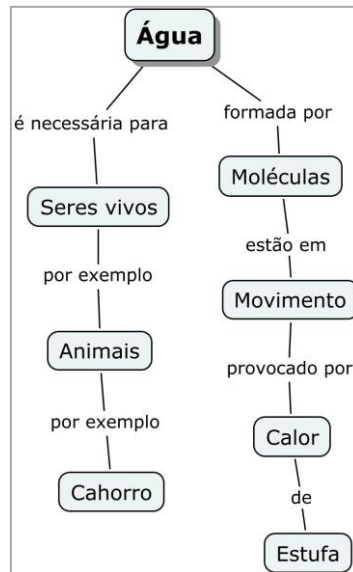 Água
é necessária para
formada por
Seres vivos
Moléculas
por exemplo
estão em
Animais
Movimento
por exemplo
provocado por
Cahorro
Calor
de
Estufa